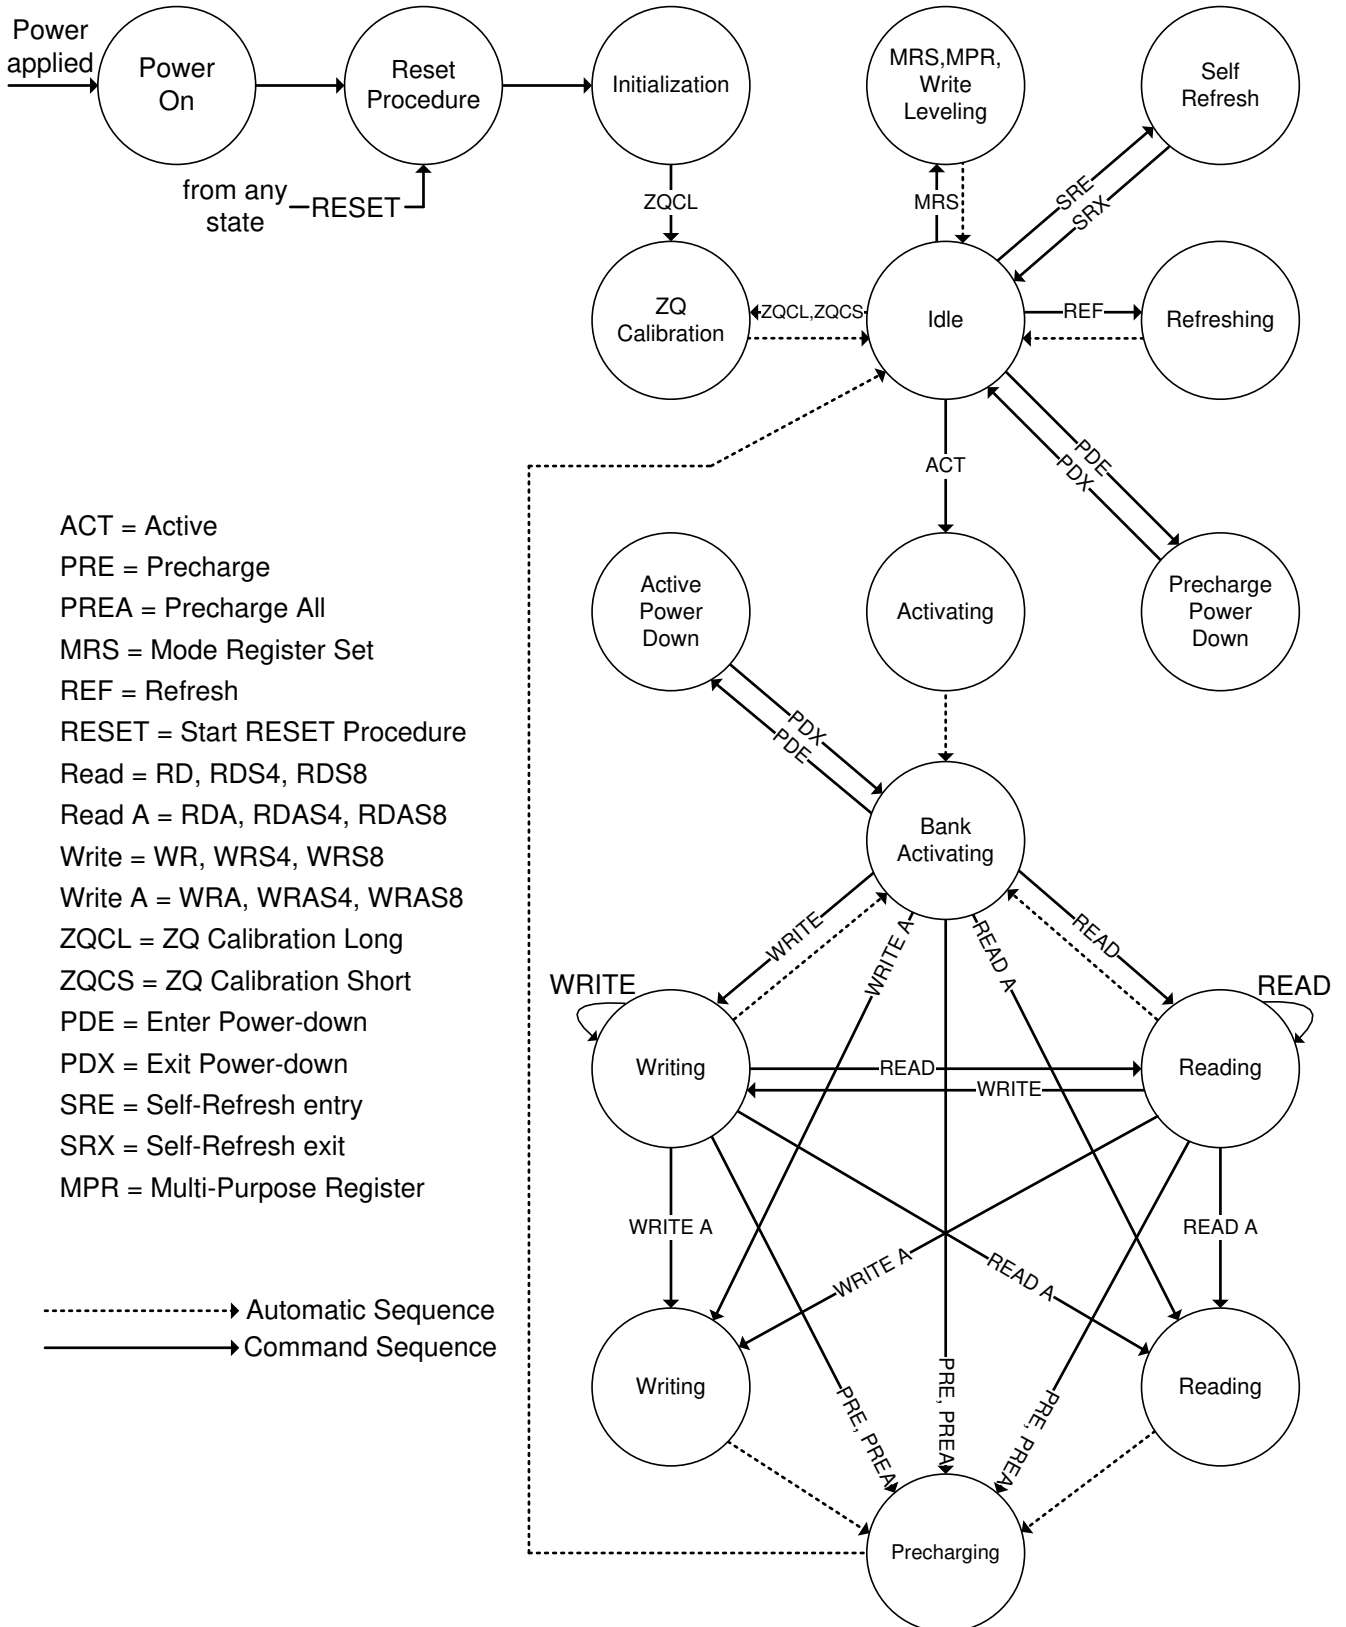 Power
applied
Power
On
Reset
Procedure
Initialization
MRS,MPR,
Write
Leveling
Self
Refresh
from any
state
RESET
ZQCL
MRS
SRE
SRX
ZQ
Calibration
ZQCL,ZQCS
Idle
REF
Refreshing
ACT
PDE
PDX
ACT = Active
PRE = Precharge
PREA = Precharge All
MRS = Mode Register Set
REF = Refresh
RESET = Start RESET Procedure
Read = RD, RDS4, RDS8
Read A = RDA, RDAS4, RDAS8
Write = WR, WRS4, WRS8
Write A = WRA, WRAS4, WRAS8
ZQCL = ZQ Calibration Long
ZQCS = ZQ Calibration Short
PDE = Enter Power-down
PDX = Exit Power-down
SRE = Self-Refresh entry
SRX = Self-Refresh exit
MPR = Multi-Purpose Register
Automatic Sequence
Command Sequence
Active
Power
Down
Activating
Precharge
Power
Down
PDX
PDE
Bank
Activating
WRITE
WRITE A
READ A
READ
WRITE
READ
Writing
READ
WRITE
Reading
WRITE A
WRITE A
READ A
READ A
Writing
PRE, PREA
PRE, PREA
PRE, PREA
Reading
Precharging